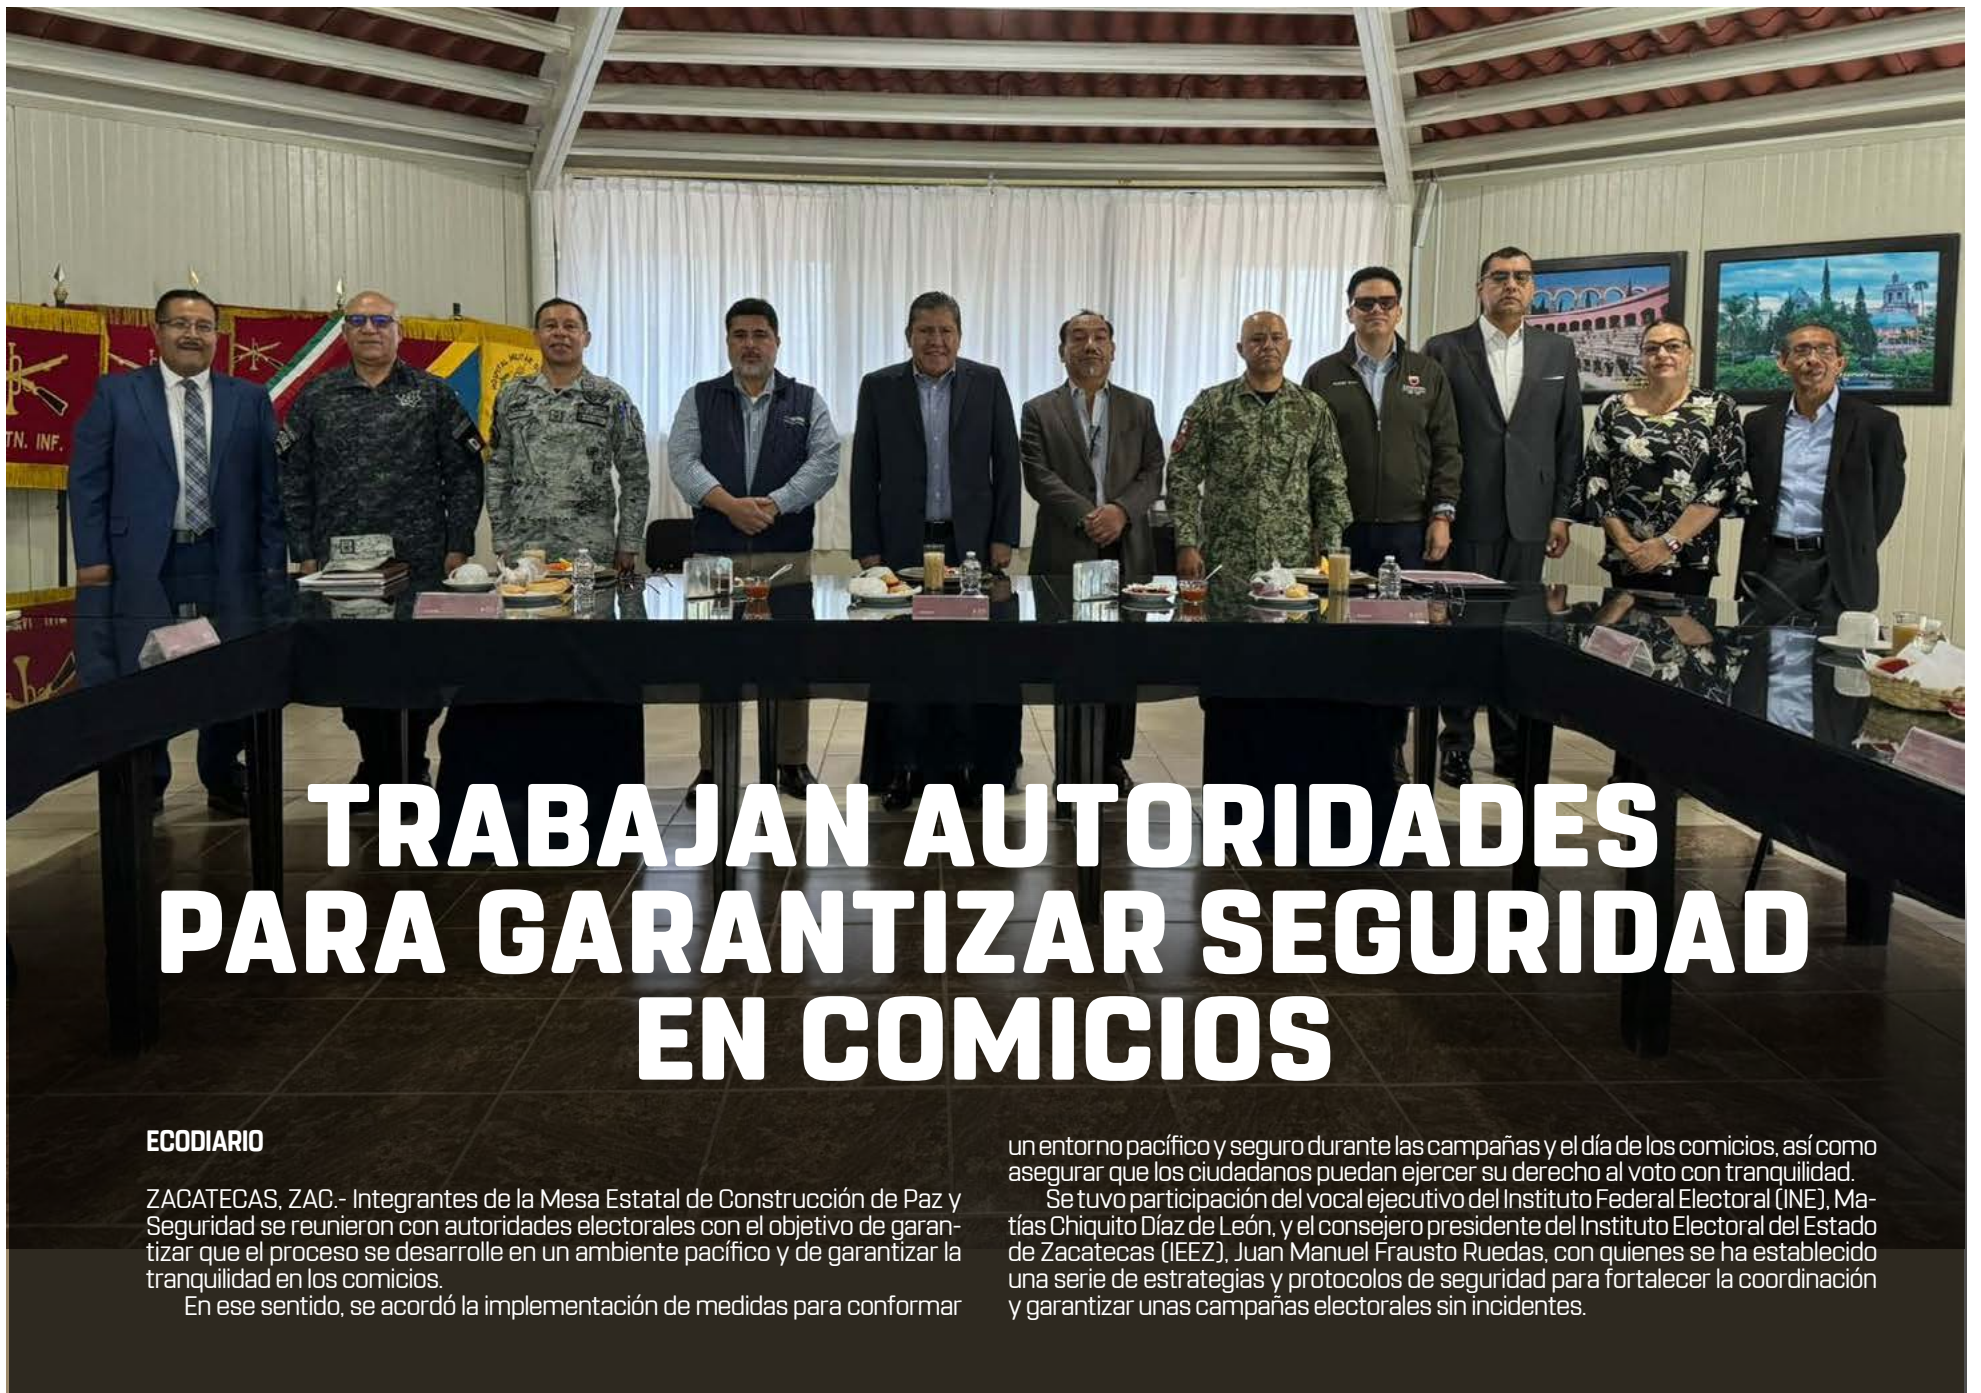 HOSPITAL MILITAR
TN. INF.
TRABAJAN AUTORIDADES
PARA GARANTIZAR SEGURIDAD
EN COMICIOS
ECODIARIO
ZACATECAS, ZAC.- Integrantes de la Mesa Estatal de Construcción de Paz y
Seguridad se reunieron con autoridades electorales con el objetivo de garan-
tizar que el proceso se desarrolle en un ambiente pacífico y de garantizar la
tranquilidad en los comicios.
En ese sentido, se acordó la implementación de medidas para conformar
un entorno pacífico y seguro durante las campañas y el día de los comicios, así como
asegurar que los ciudadanos puedan ejercer su derecho al voto con tranquilidad.
Se tuvo participación del vocal ejecutivo del Instituto Federal Electoral (INE), Ma-
tías Chiquito Díaz de León, y el consejero presidente del Instituto Electoral del Estado
de Zacatecas (IEEZ), Juan Manuel Frausto Ruedas, con quienes se ha establecido
una serie de estrategias y protocolos de seguridad para fortalecer la coordinación
y garantizar unas campañas electorales sin incidentes.